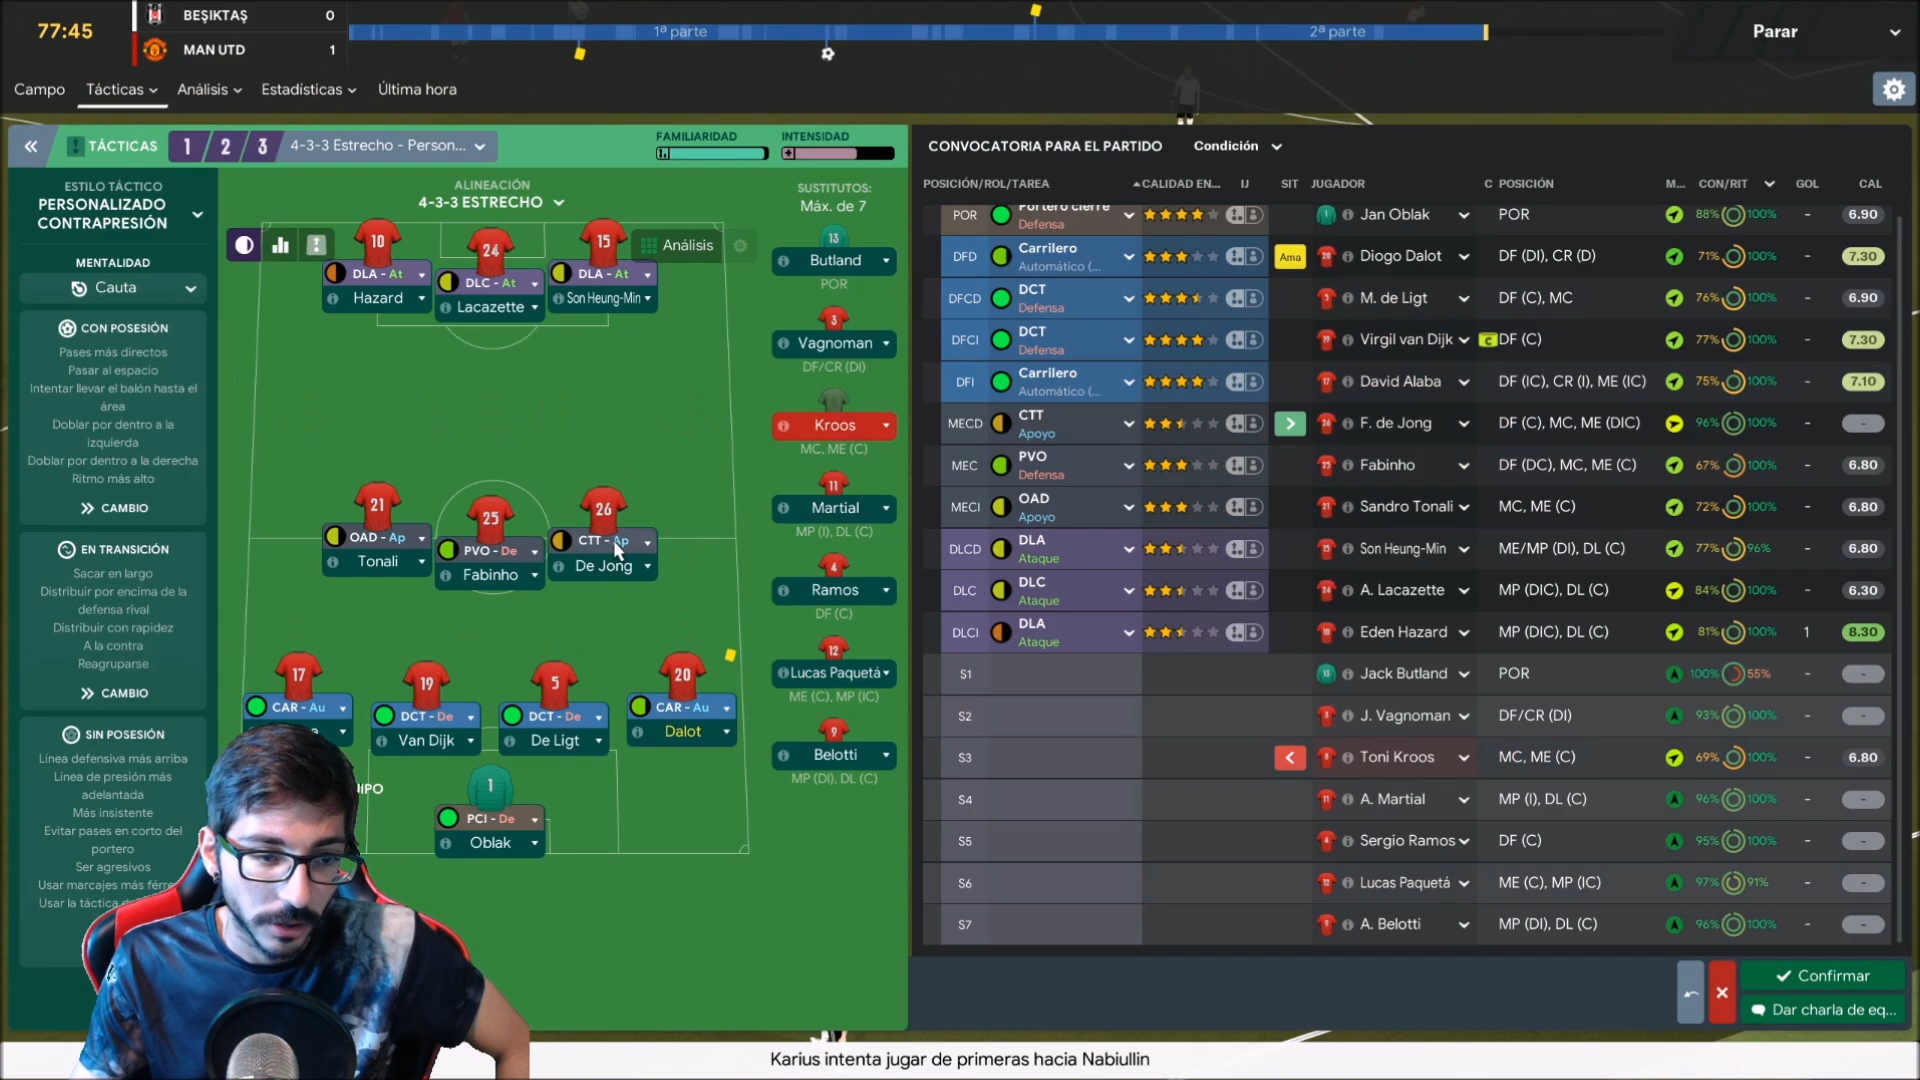 77:45
BEŞIKTAŞ 0
MAN UTD 1
1ª parte
2ª parte
Parar
Campo Tácticas Análisis Estadísticas Última hora
TÁCTICAS 1 2 3 4-3-3 Estrecho - Person...
FAMILIARIDAD
INTENSIDAD
ESTILO TÁCTICO
PERSONALIZADO
CONTRAPRESIÓN
MENTALIDAD
Cauta
CON POSESIÓN
Pases más directos
Pasar al espacio
Intentar llevar el balón hasta el
área
Doblar por dentro a la
izquierda
Doblar por dentro a la derecha
Ritmo más alto
CAMBIO
EN TRANSICIÓN
Sacar en largo
Distribuir por encima de la
defensa rival
Distribuir con rapidez
A la contra
Reagruparse
CAMBIO
SIN POSESIÓN
Línea defensiva más arriba
Línea de presión más
adelantada
Más insistente
Evitar pases en corto del
portero
Ser agresivos
Usar marcajes más férre
Usar la táctica d
ALINEACIÓN
4-3-3 ESTRECHO
Análisis
10
DLA - At
Hazard
24
DLC - At
Lacazette
15
DLA - At
Son Heung-Min
21
OAD - Ap
Tonali
25
PVO - De
Fabinho
26
CTT - Ap
De Jong
17
CAR - Au
a
19
DCT - De
Van Dijk
5
DCT - De
De Ligt
20
CAR - Au
Dalot
IPO
1
PCI - De
Oblak
SUSTITUTOS:
Máx. de 7
13
Butland
POR
3
Vagnoman
DF/CR (DI)
Kroos
MC, ME (C)
11
Martial
MP (I), DL (C)
4
Ramos
DF (C)
12
Lucas Paquetá
ME (C), MP (IC)
9
Belotti
MP (DI), DL (C)
CONVOCATORIA PARA EL PARTIDO Condición
POSICIÓN/ROL/TAREA CALIDAD EN... IJ SIT JUGADOR C POSICIÓN M... CON/RIT GOL CAL
POR Portero cierre Defensa Jan Oblak POR 88% 100% - 6.90
DFD Carrilero Automático (... Ama Diogo Dalot DF (DI), CR (D) 71% 100% - 7.30
DFCD DCT Defensa M. de Ligt DF (C), MC 76% 100% - 6.90
DFCI DCT Defensa Virgil van Dijk C DF (C) 77% 100% - 7.30
DFI Carrilero Automático (... David Alaba DF (IC), CR (I), ME (IC) 75% 100% - 7.10
MECD CTT Apoyo F. de Jong DF (C), MC, ME (DIC) 96% 100% - -
MEC PVO Defensa Fabinho DF (DC), MC, ME (C) 67% 100% - 6.80
MECI OAD Apoyo Sandro Tonali MC, ME (C) 72% 100% - 6.80
DLCD DLA Ataque Son Heung-Min ME/MP (DI), DL (C) 77% 96% - 6.80
DLC DLC Ataque A. Lacazette MP (DIC), DL (C) 84% 100% - 6.30
DLCI DLA Ataque Eden Hazard MP (DIC), DL (C) 81% 100% 1 8.30
S1 Jack Butland POR 100% 55% - -
S2 J. Vagnoman DF/CR (DI) 93% 100% - -
S3 Toni Kroos MC, ME (C) 69% 100% - 6.80
S4 A. Martial MP (I), DL (C) 96% 100% - -
S5 Sergio Ramos DF (C) 95% 100% - -
S6 Lucas Paquetá ME (C), MP (IC) 97% 91% - -
S7 A. Belotti MP (DI), DL (C) 96% 100% - -
Confirmar
Dar charla de eq...
Karius intenta jugar de primeras hacia Nabiullin